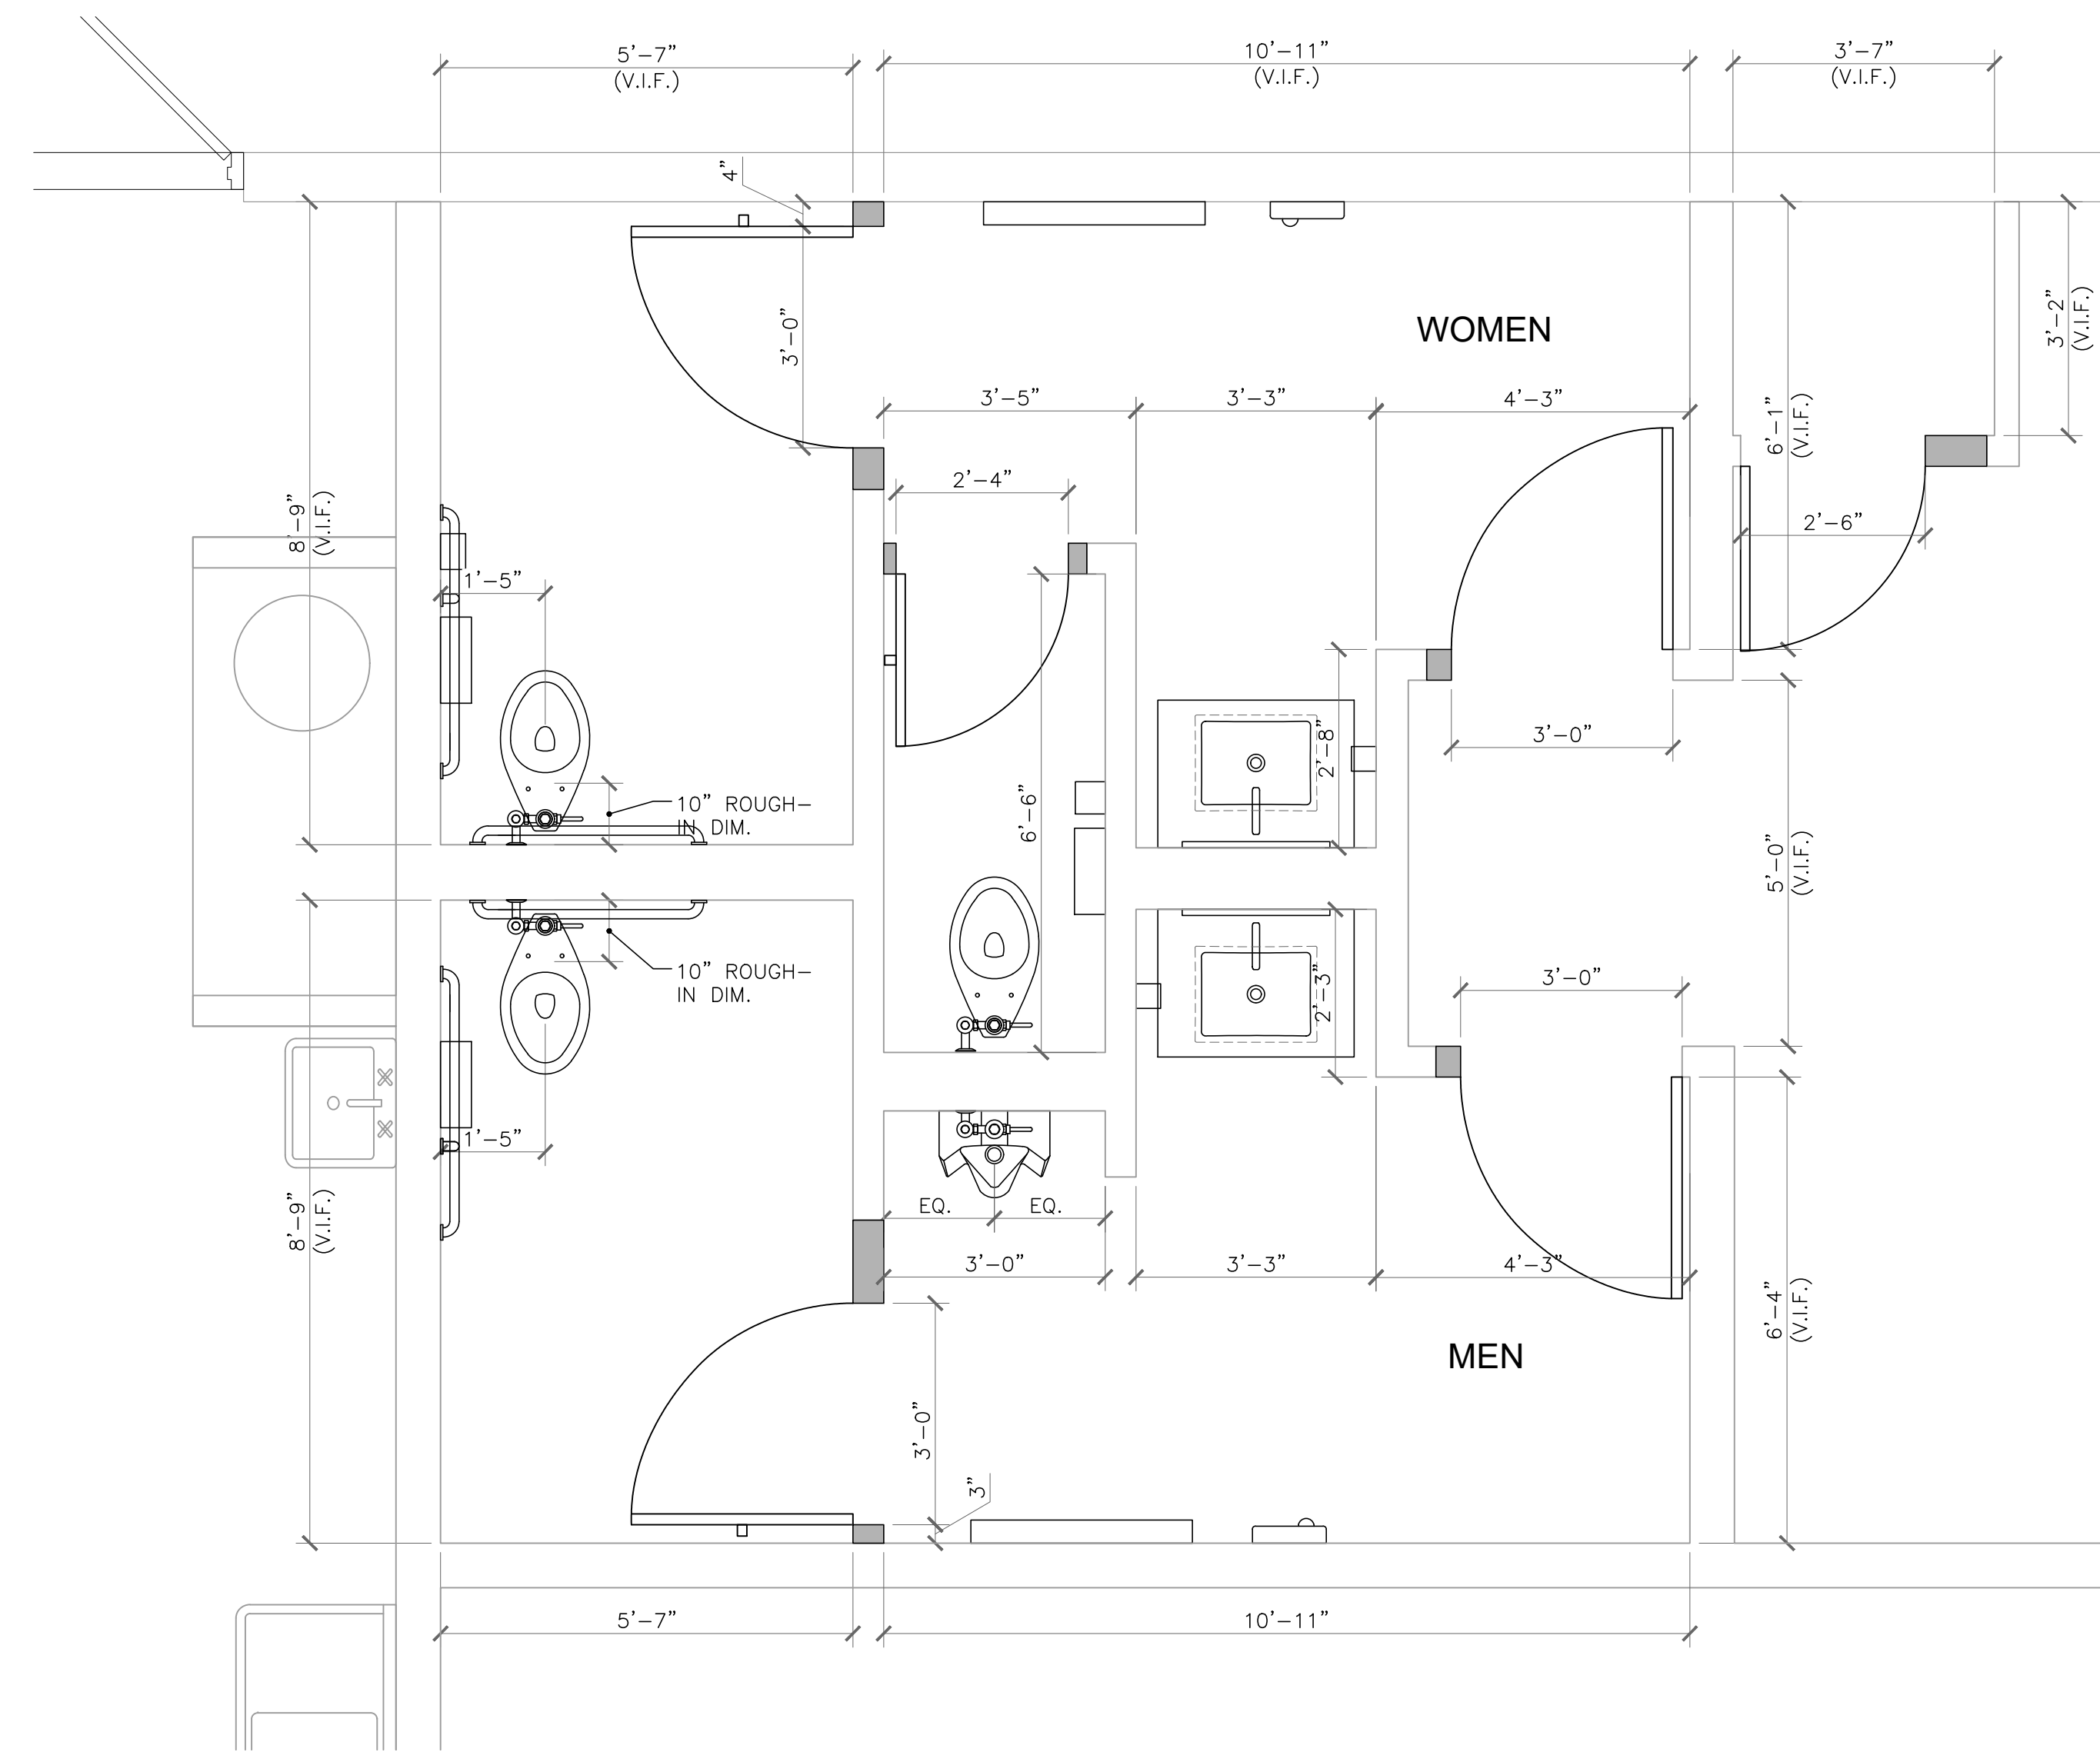 5'-7"
(V.I.F.)
10'-11"
(V.I.F.)
3'-7"
(V.I.F.)
4"
3'-0"
WOMEN
3'-2"
(V.I.F.)
3'-5"
3'-3"
4'-3"
6'-1"
(V.I.F.)
2'-4"
2'-6"
8'-9"
(V.I.F.)
1'-5"
2'-8"
3'-0"
10" ROUGH-
IN DIM.
6'-6"
5'-0"
(V.I.F.)
10" ROUGH-
IN DIM.
2'-3"
3'-0"
1'-5"
8'-9"
(V.I.F.)
EQ.
EQ.
3'-0"
3'-3"
4'-3"
6'-4"
(V.I.F.)
MEN
3'-0"
3"
5'-7"
10'-11"